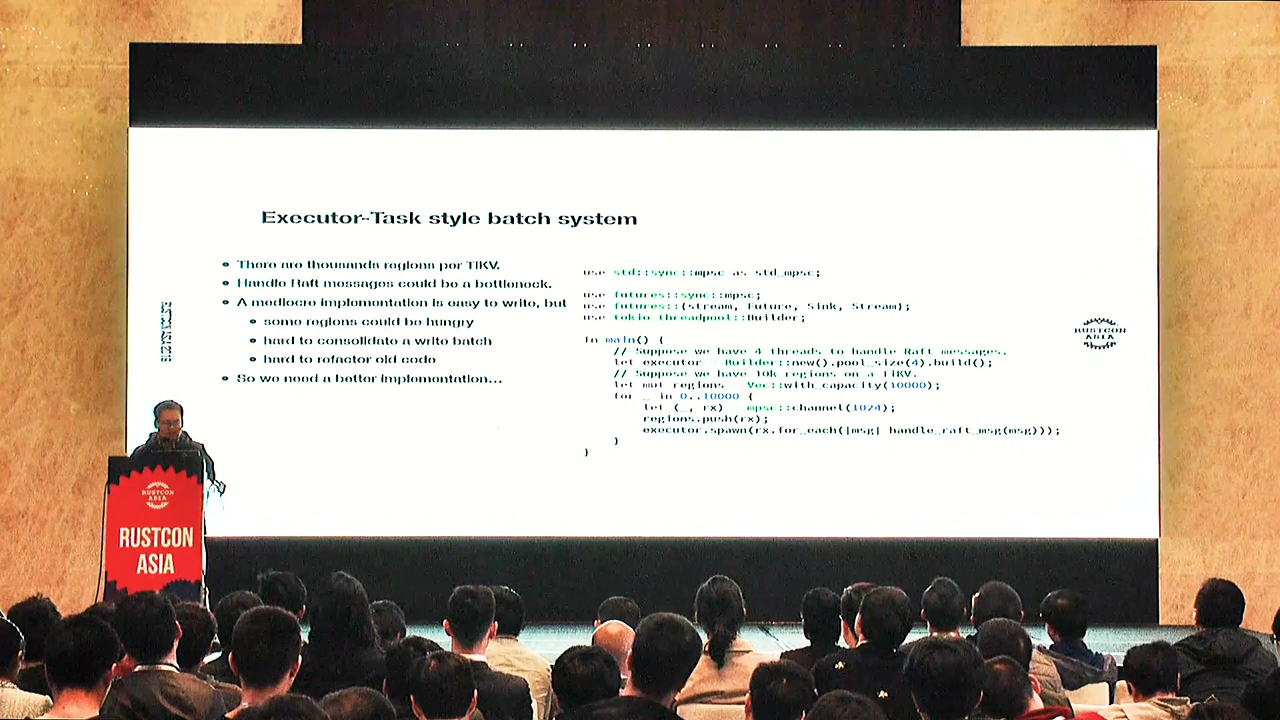 Executor-Task style batch system
There are thousands regions per TiKV.
Handle Raft messages could be a bottleneck.
A mediocre implementation is easy to write, but
some regions could be hungry
hard to consolidate a write batch
hard to refactor old code
So we need a better implementation...
use std::sync::mpsc as std_mpsc;
use futures::sync::mpsc;
use futures::{stream, Future, Sink, Stream};
use tokio_threadpool::Builder;
fn main() {
// Suppose we have 4 threads to handle Raft messages.
let executor = Builder::new().pool_size(4).build();
// Suppose we have 10k regions on a TiKV.
let mut regions = Vec::with_capacity(10000);
for _ in 0..10000 {
let (_, rx) = mpsc::channel(1024);
regions.push(rx);
executor.spawn(rx.for_each(|msg| handle_raft_msg(msg)));
}
}
RUSTCON
ASIA
RUSTCON
ASIA
RUSTCON
ASIA